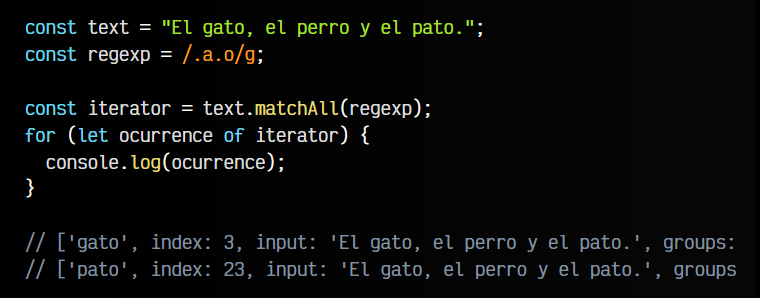 const text = "El gato, el perro y el pato.";
const regexp = /.a.o/g;
const iterator = text.matchAll(regexp);
for (let ocurrence of iterator) {
console.log(ocurrence);
}
// ['gato', index: 3, input: 'El gato, el perro y el pato.', groups:
// ['pato', index: 23, input: 'El gato, el perro y el pato.', groups